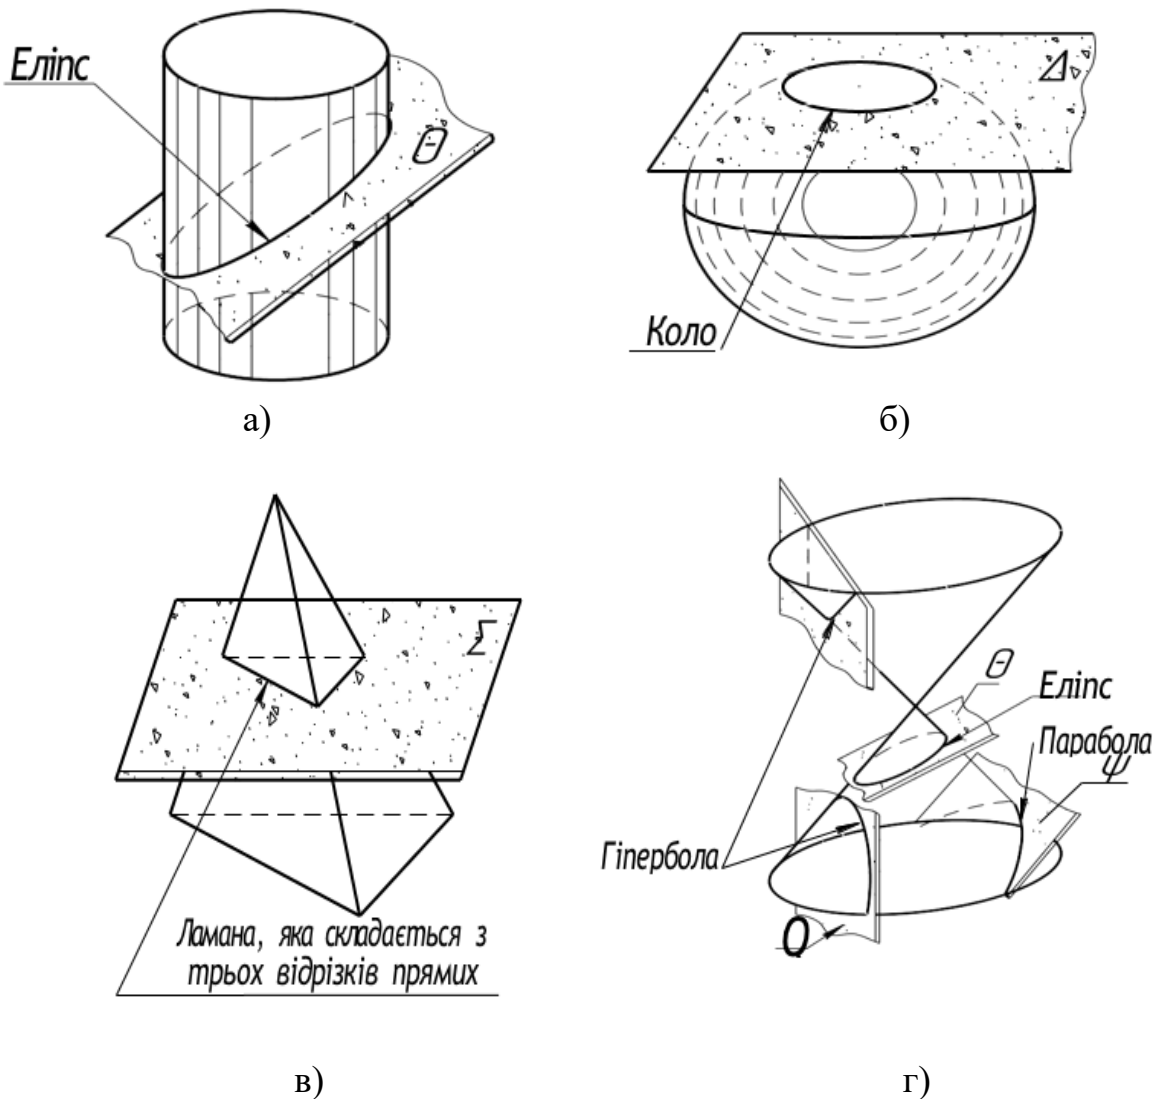 Еліпс
Θ
а)
Δ
Коло
б)
Σ
Ламана, яка складається з
трьох відрізків прямих
в)
Θ
Еліпс
Парабола
Ψ
Гіпербола
Q
г)